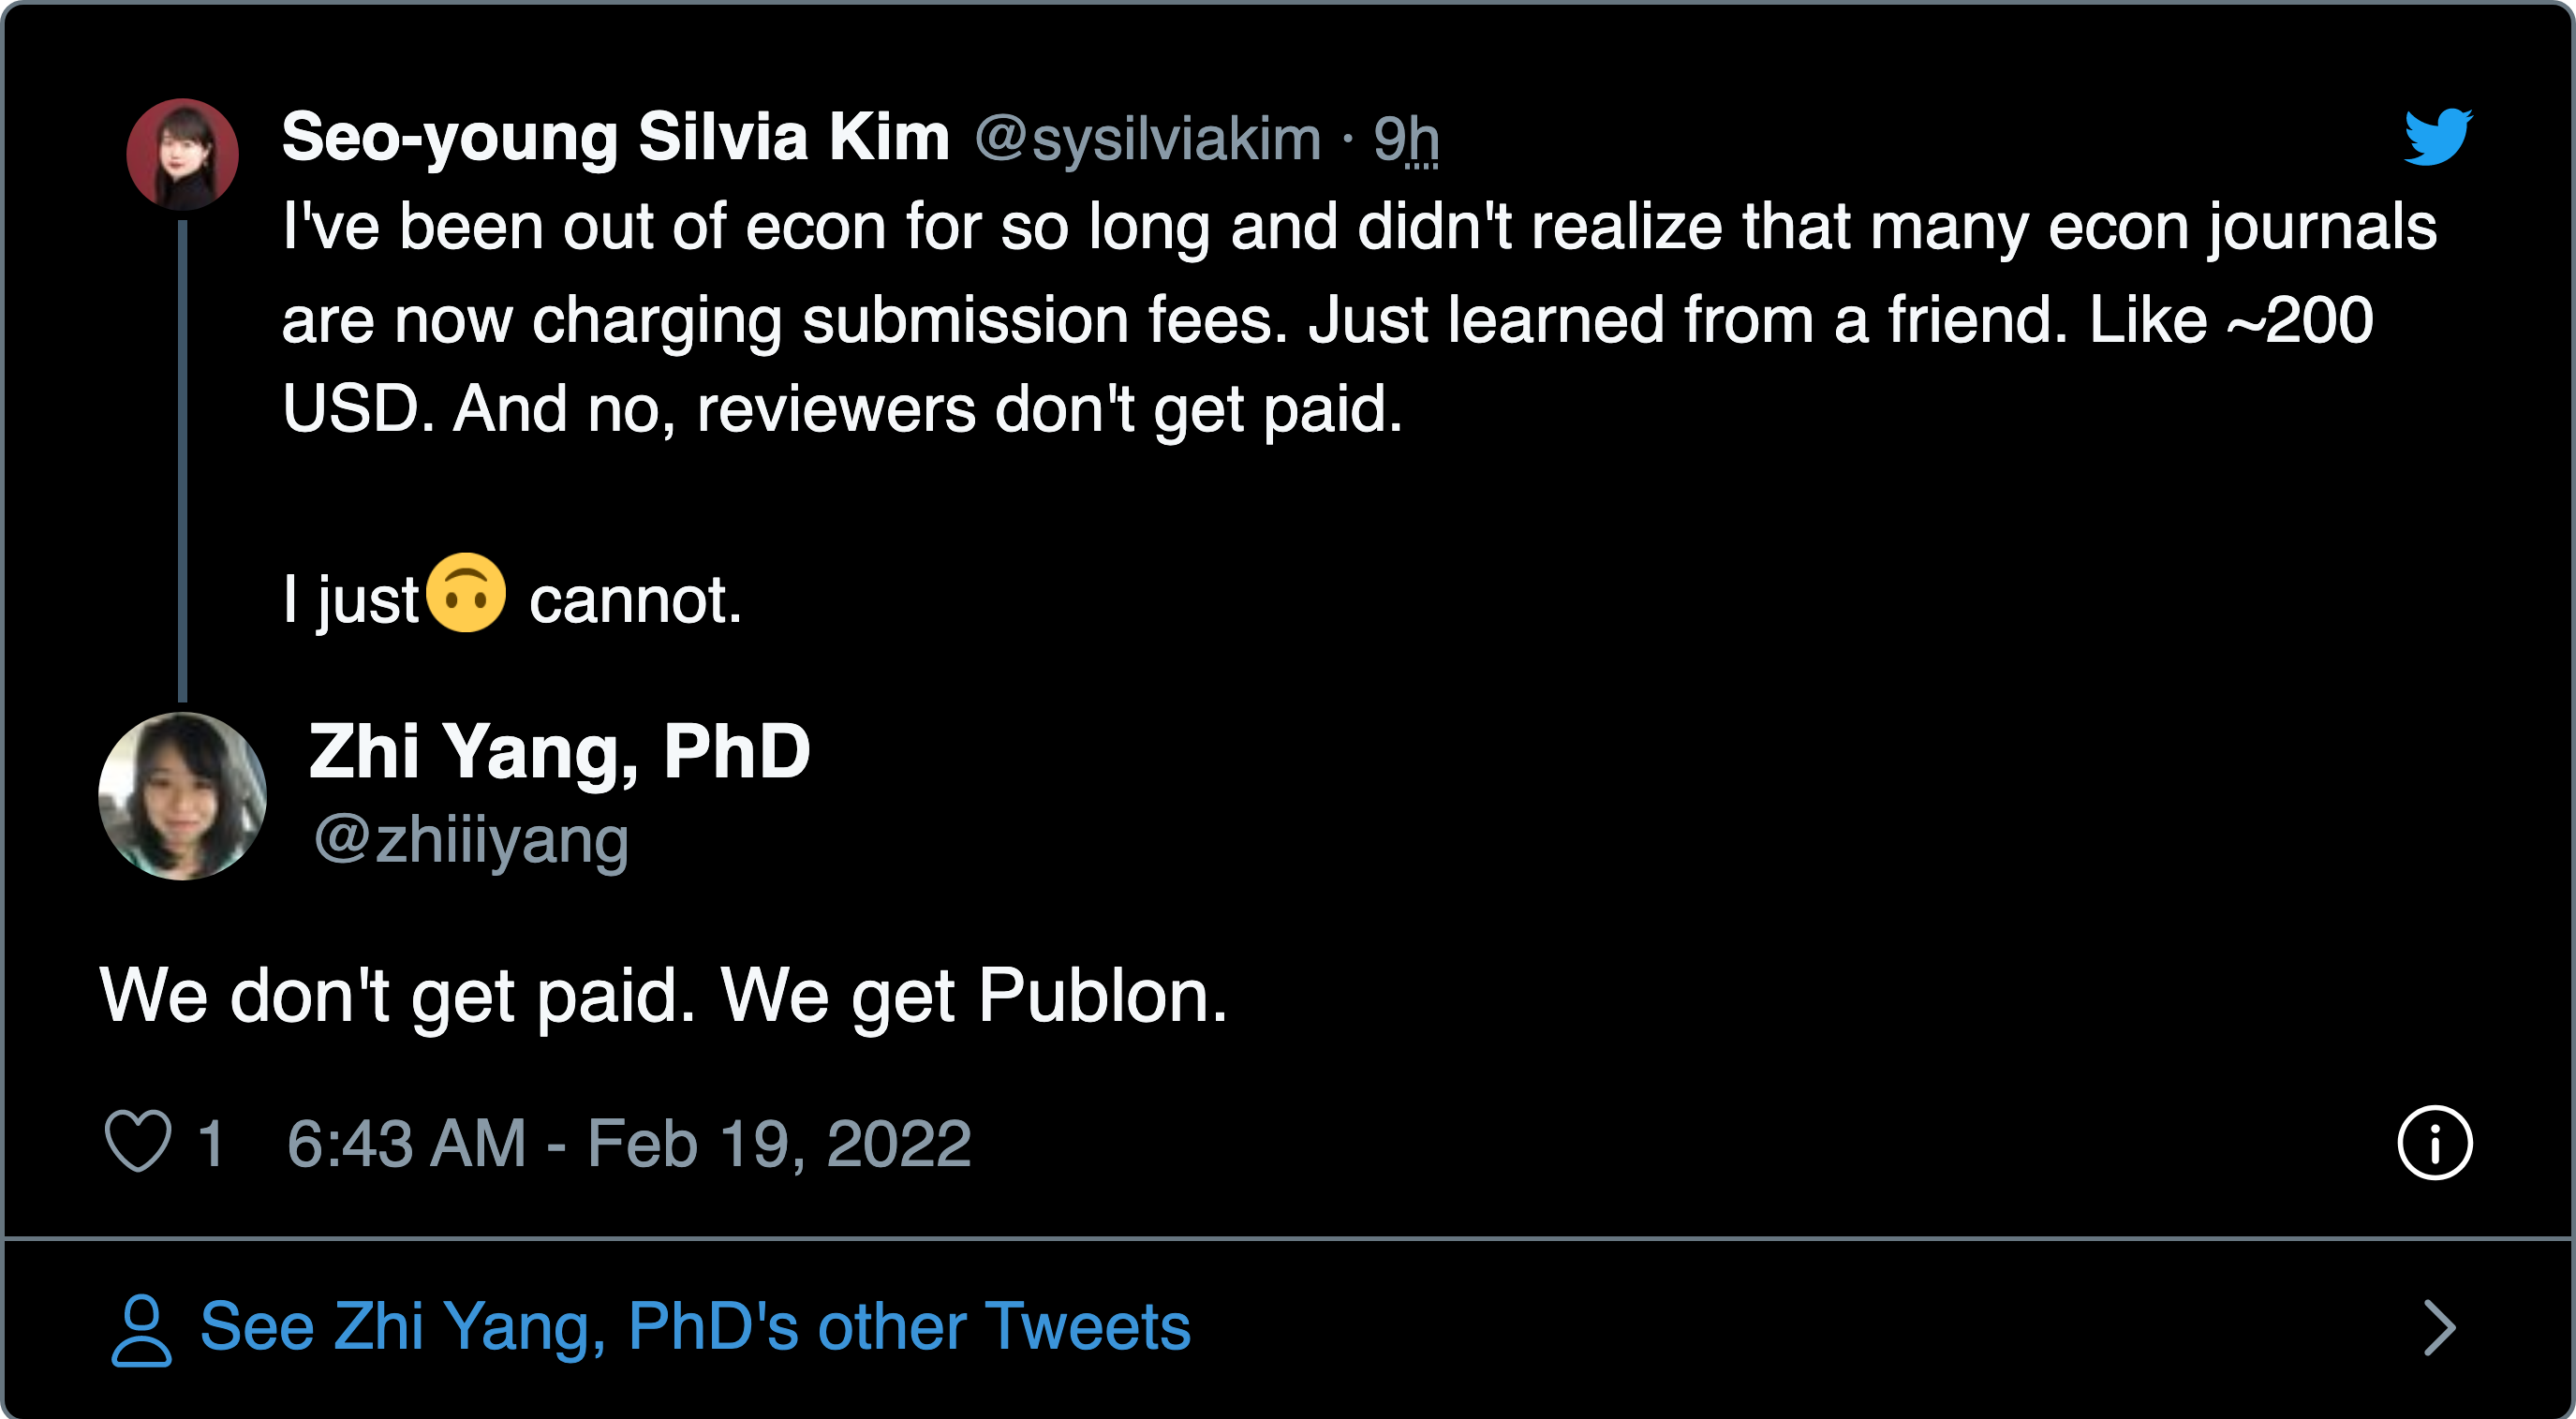 Seo-young Silvia Kim @sysilviakim · 9h
I've been out of econ for so long and didn't realize that many econ journals
are now charging submission fees. Just learned from a friend. Like ~200
USD. And no, reviewers don't get paid.
I just🙃 cannot.
Zhi Yang, PhD
@zhiiiyang
We don't get paid. We get Publon.
1 6:43 AM - Feb 19, 2022
See Zhi Yang, PhD's other Tweets